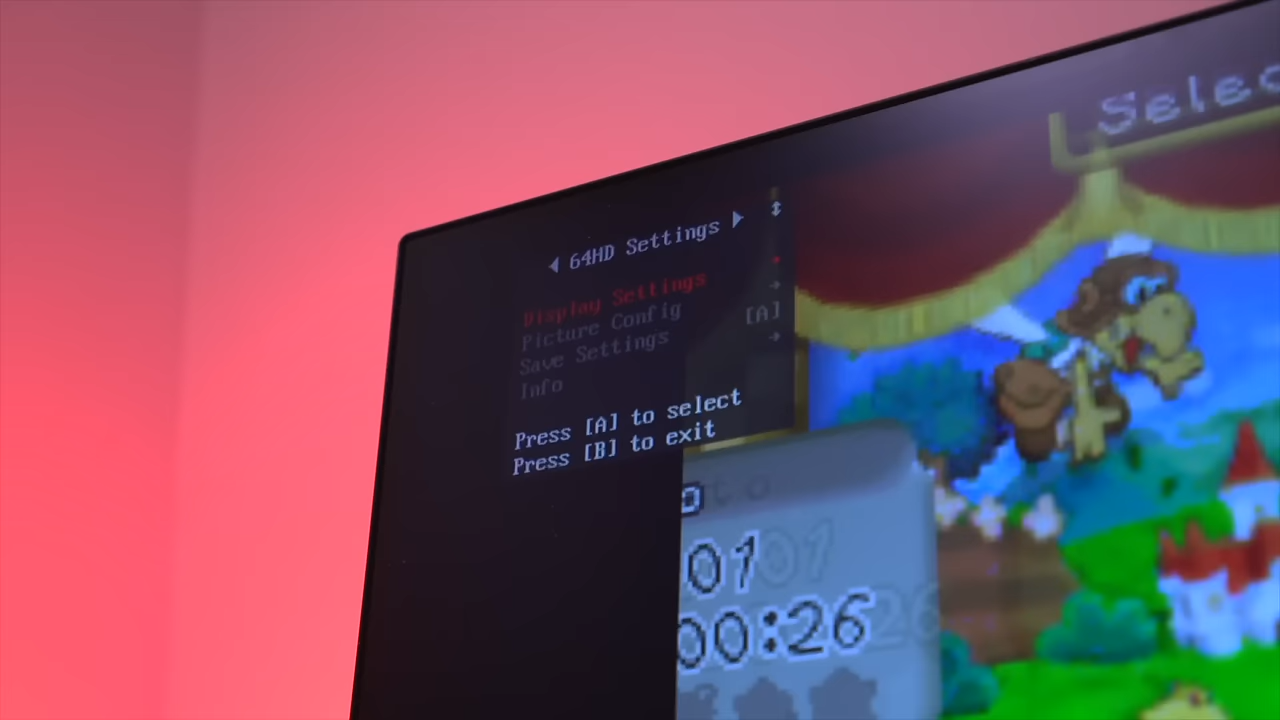 Selec
◀ 64HD Settings ▶
Display Settings
Picture Config →
Save Settings [A]
Info →
Press [A] to select
Press [B] to exit
to
01
00:26